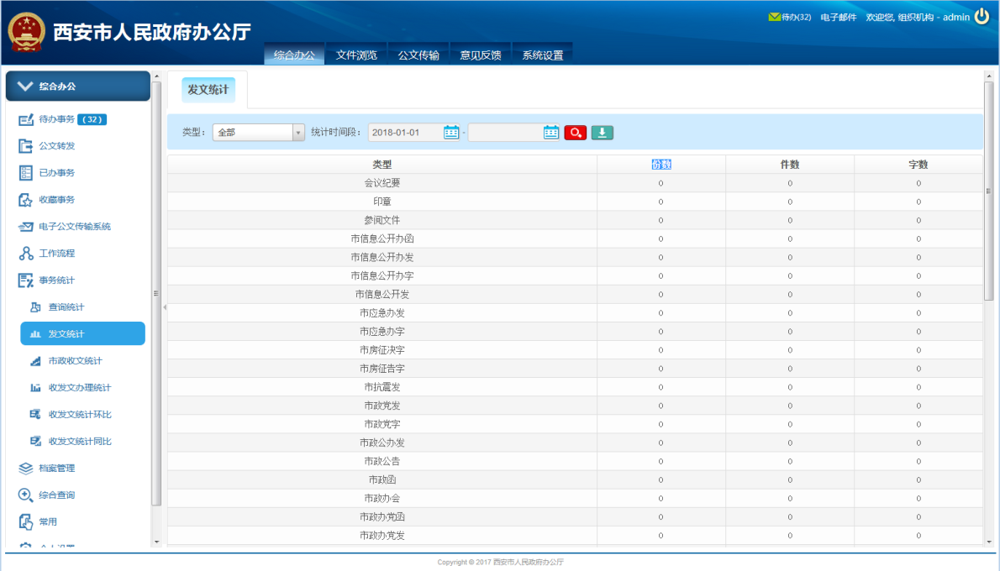 西安市人民政府办公厅
待办(32) 电子邮件 欢迎您, 组织机构 - admin
综合办公 文件浏览 公文传输 意见反馈 系统设置
综合办公
待办事务 (32)
公文转发
已办事务
收藏事务
电子公文传输系统
工作流程
事务统计
查询统计
发文统计
市政收文统计
收发文办理统计
收发文统计环比
收发文统计同比
档案管理
综合查询
常用
发文统计
类型: 全部 统计时间段: 2018-01-01 -
类型 份数 件数 字数
会议纪要 0 0 0
印章 0 0 0
参阅文件 0 0 0
市信息公开办函 0 0 0
市信息公开办发 0 0 0
市信息公开办字 0 0 0
市信息公开发 0 0 0
市应急办发 0 0 0
市应急办字 0 0 0
市房征决字 0 0 0
市房征告字 0 0 0
市抗震发 0 0 0
市政党发 0 0 0
市政党字 0 0 0
市政公办发 0 0 0
市政公告 0 0 0
市政函 0 0 0
市政办会 0 0 0
市政办党函 0 0 0
市政办党发 0 0 0
Copyright © 2017 西安市人民政府办公厅